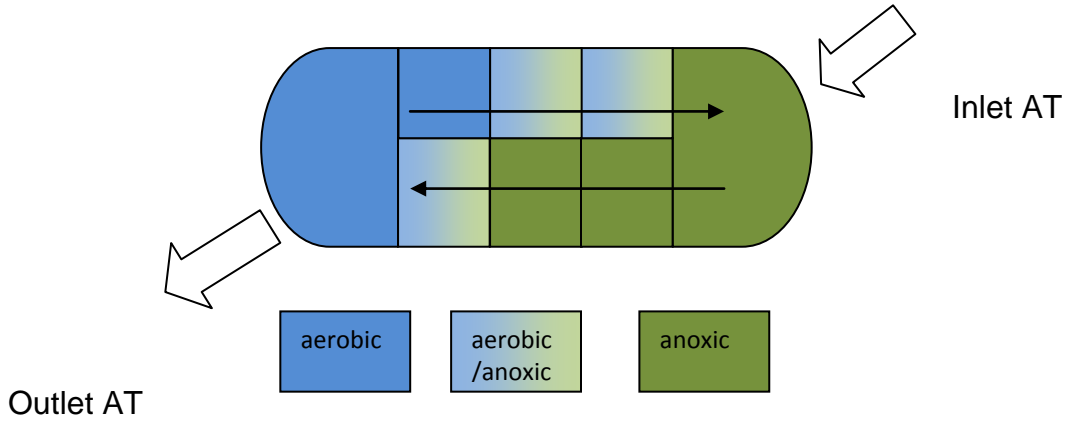 Inlet AT
aerobic
aerobic
/anoxic
anoxic
Outlet AT